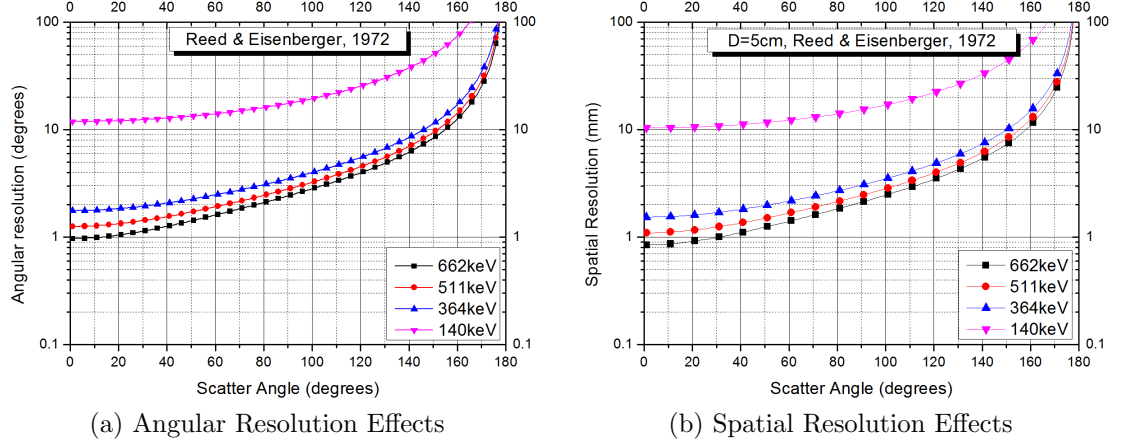 0 20 40 60 80 100 120 140 160 180
100 100
Reed & Eisenberger, 1972
10 10
1 1
0.1 0.1
Angular resolution (degrees)
662keV
511keV
364keV
140keV
0 20 40 60 80 100 120 140 160 180
Scatter Angle (degrees)
(a) Angular Resolution Effects
0 20 40 60 80 100 120 140 160 180
100 100
D=5cm, Reed & Eisenberger, 1972
10 10
1 1
0.1 0.1
Spatial Resolution (mm)
662keV
511keV
364keV
140keV
0 20 40 60 80 100 120 140 160 180
Scatter Angle (degrees)
(b) Spatial Resolution Effects